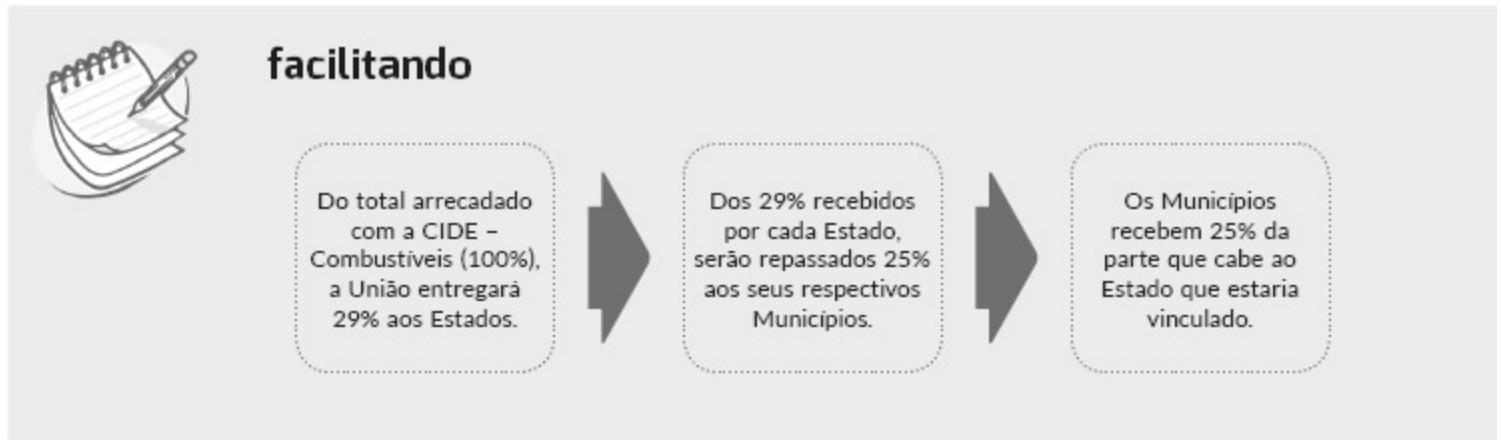 facilitando
Do total arrecadado
com a CIDE –
Combustíveis (100%),
a União entregará
29% aos Estados.
Dos 29% recebidos
por cada Estado,
serão repassados 25%
aos seus respectivos
Municípios.
Os Municípios
recebem 25% da
parte que cabe ao
Estado que estaria
vinculado.